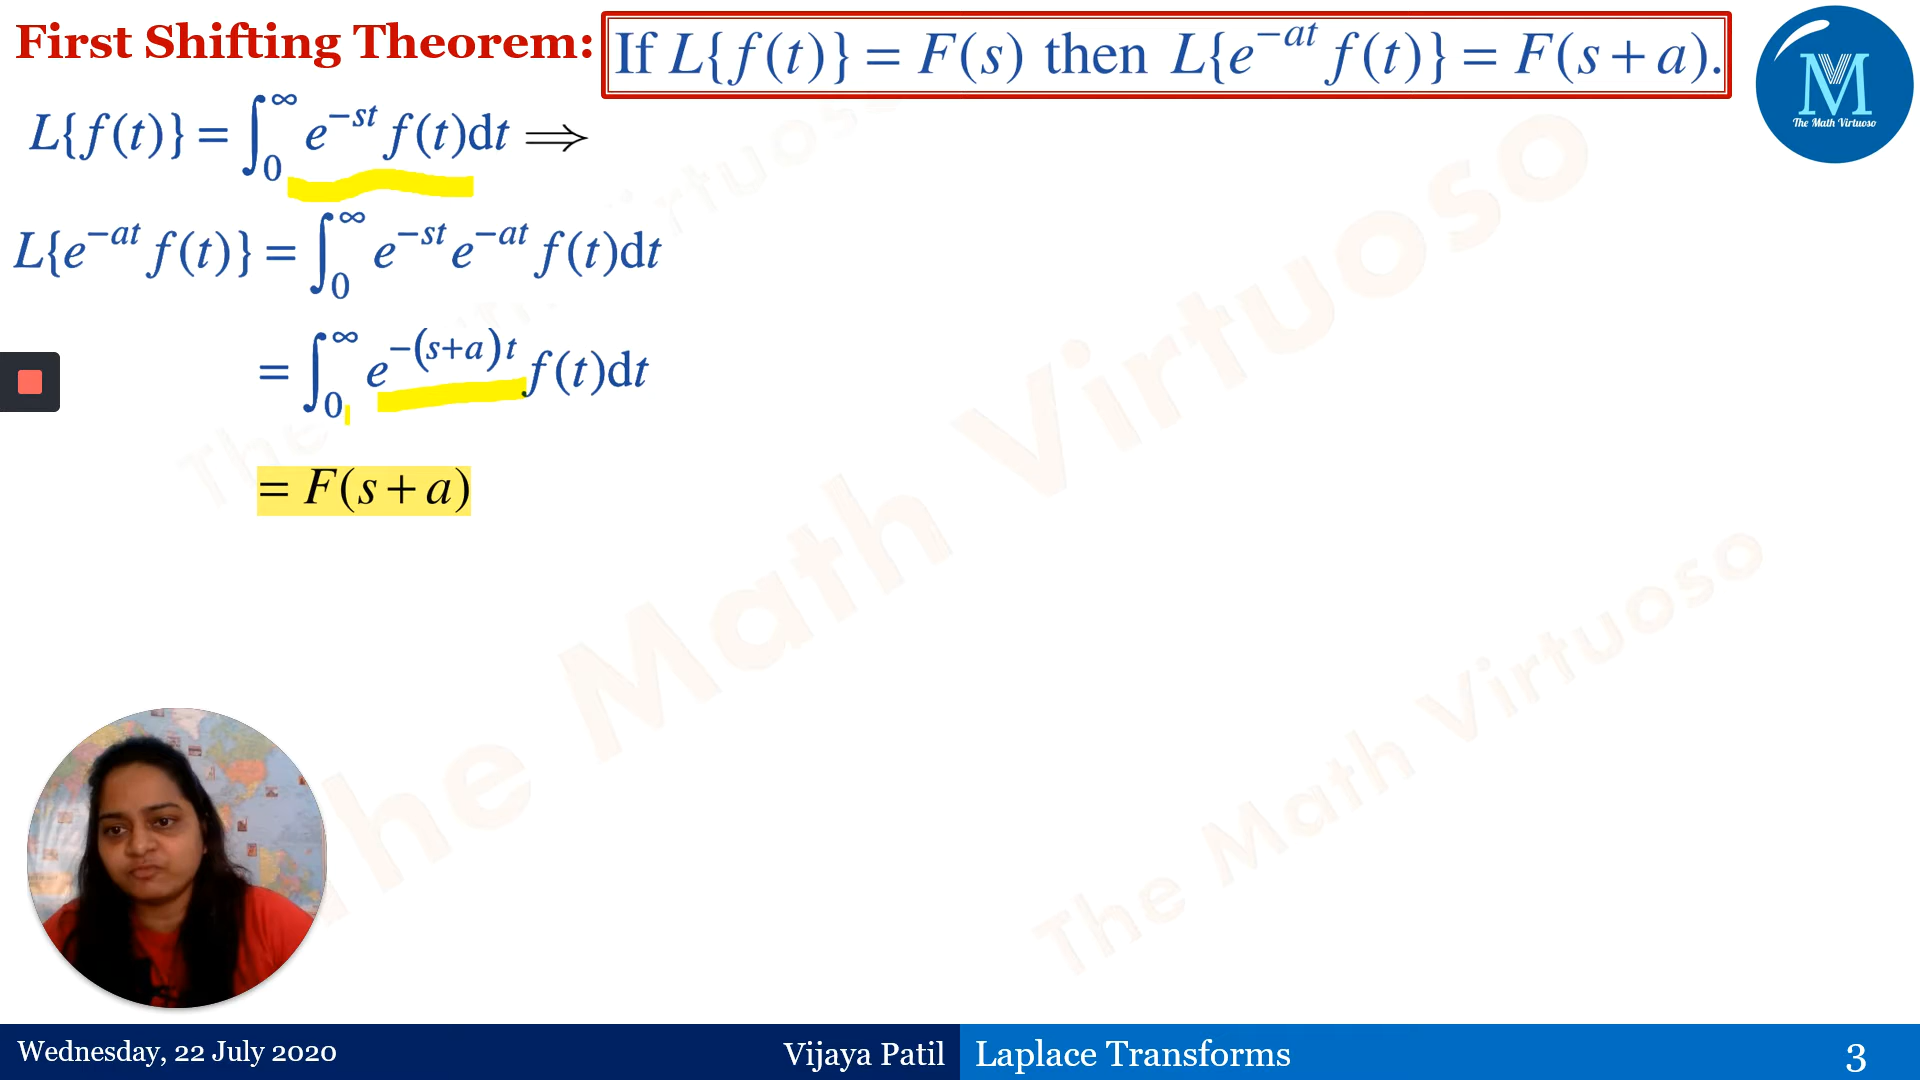 First Shifting Theorem: If L{f(t)} = F(s) then L{e^{-at} f(t)} = F(s+a).
L{f(t)} = ∫_0^∞ e^{-st} f(t)dt ⟹
L{e^{-at} f(t)} = ∫_0^∞ e^{-st} e^{-at} f(t)dt
= ∫_0^∞ e^{-(s+a)t} f(t)dt
= F(s+a)
M
The Math Virtuoso
The Math Virtuoso
The Math Virtuoso
Wednesday, 22 July 2020 Vijaya Patil Laplace Transforms 3